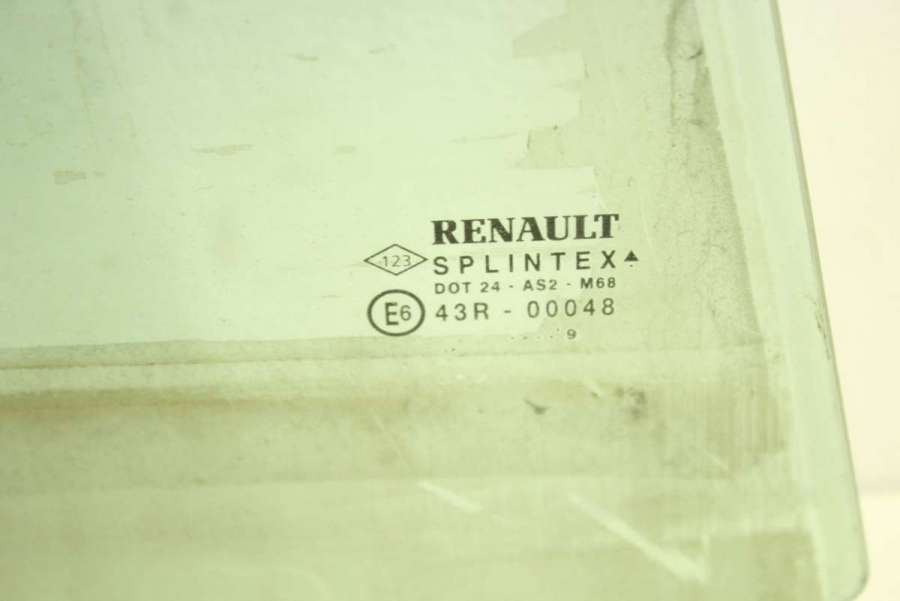 RENAULT
123 SPLINTEX
DOT 24 - AS2 - M68
E6 43R - 00048
..... 9